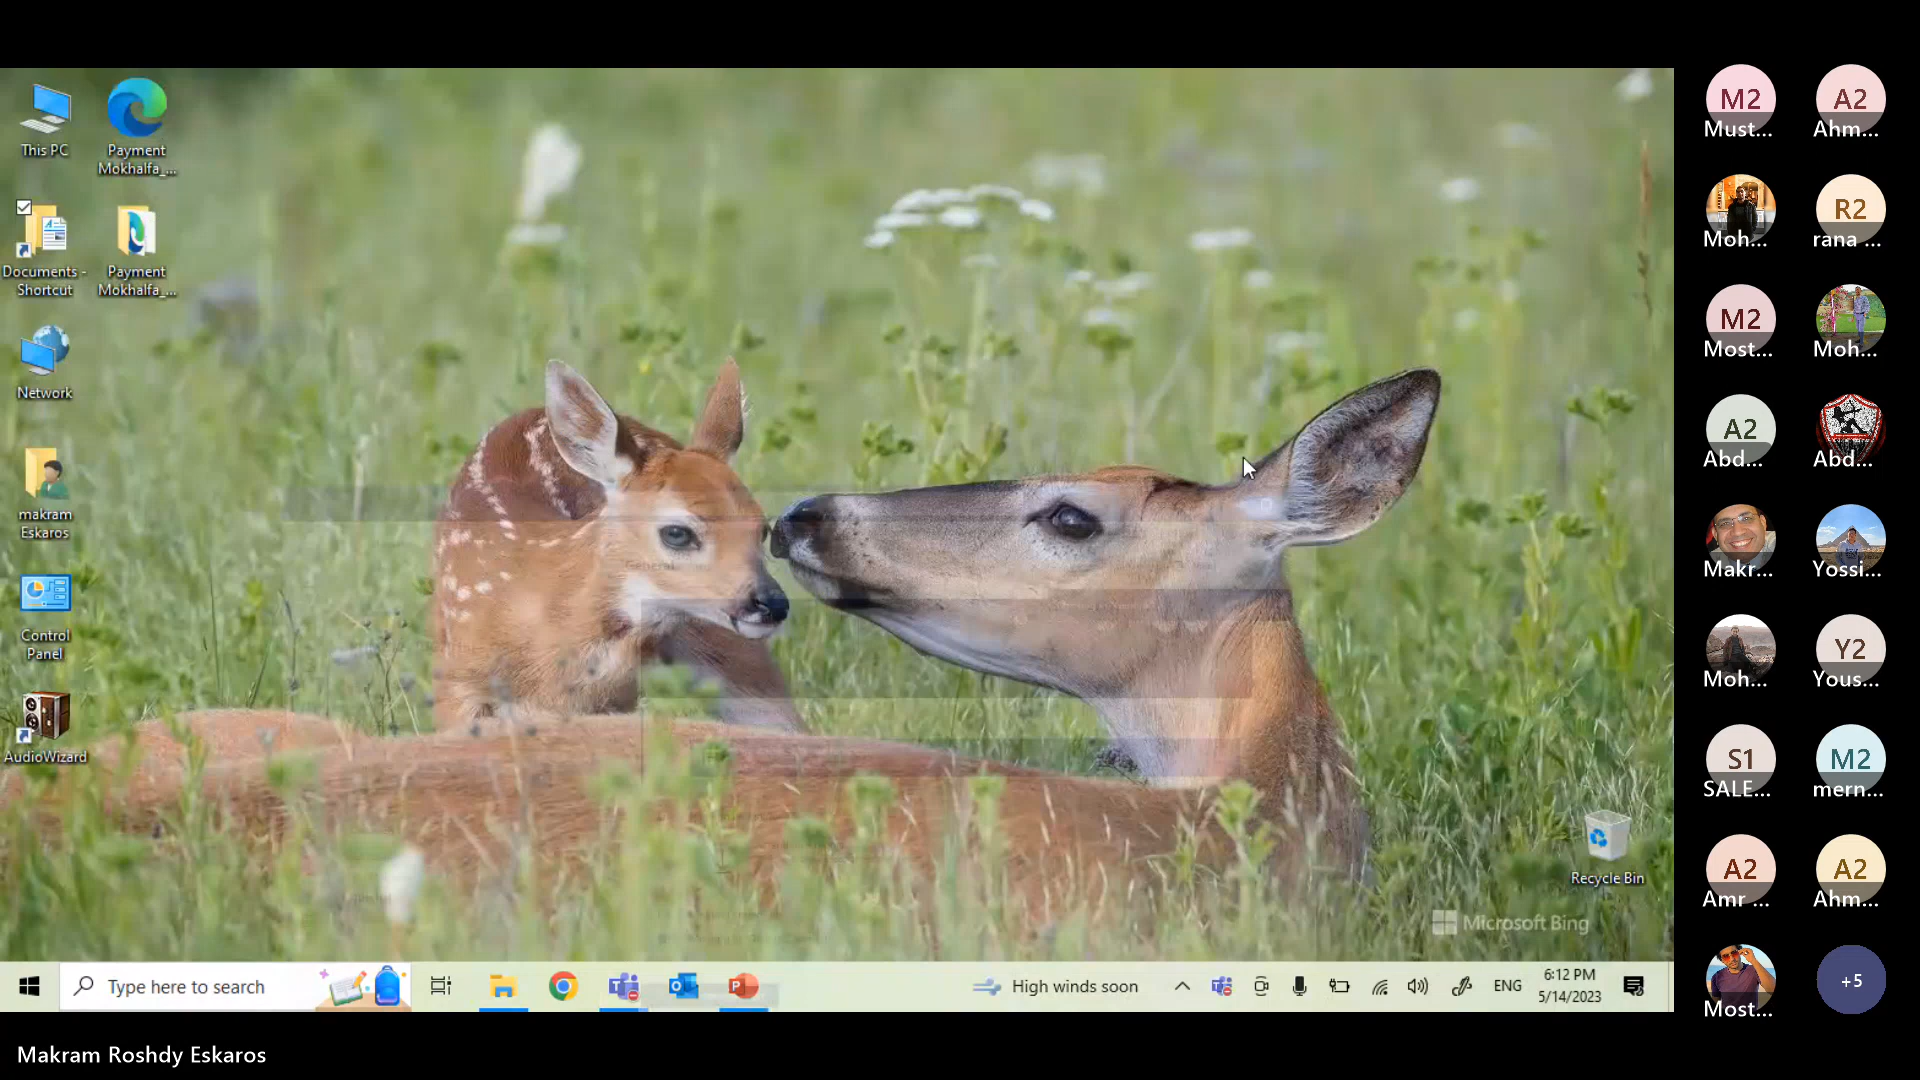 This PC
Payment
Mokhalfa_...
Documents -
Shortcut
Payment
Mokhalfa_...
Network
makram
Eskaros
Control
Panel
AudioWizard
General
Recycle Bin
Microsoft Bing
Type here to search
High winds soon
ENG
6:12 PM
5/14/2023
Makram Roshdy Eskaros
M2
Must...
A2
Ahm...
Moh...
R2
rana ...
M2
Most...
Moh...
A2
Abd...
Abd...
Makr...
Yossi...
Moh...
Y2
Yous...
S1
SALE...
M2
mern...
A2
Amr ...
A2
Ahm...
Most...
+5